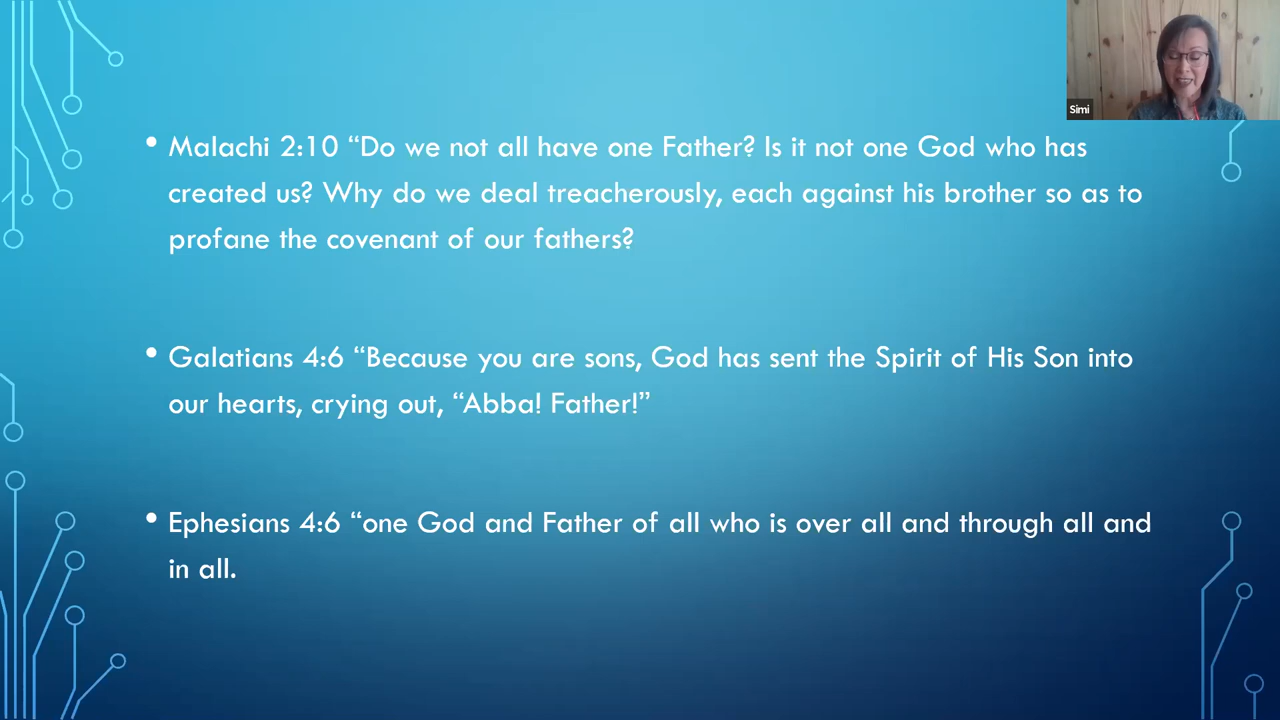 Simi
• Malachi 2:10 “Do we not all have one Father? Is it not one God who has
created us? Why do we deal treacherously, each against his brother so as to
profane the covenant of our fathers?
• Galatians 4:6 “Because you are sons, God has sent the Spirit of His Son into
our hearts, crying out, “Abba! Father!”
• Ephesians 4:6 “one God and Father of all who is over all and through all and
in all.